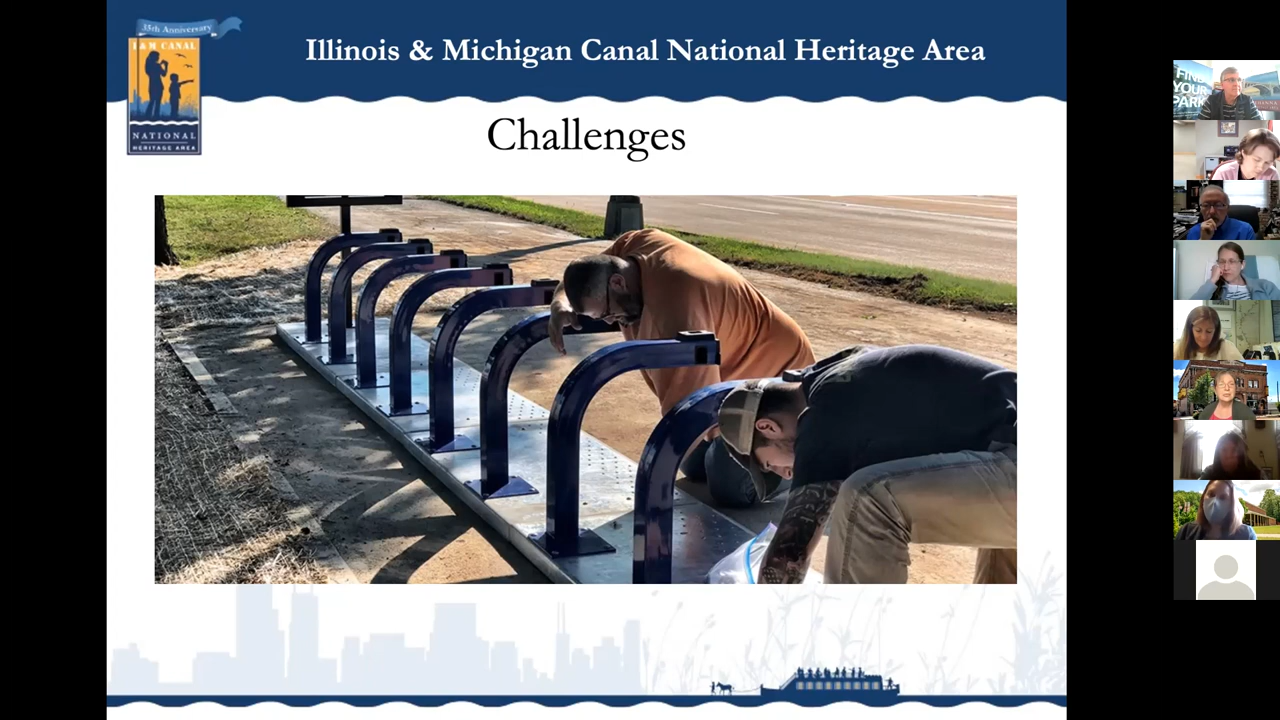 35th Anniversary
I&M CANAL
NATIONAL
HERITAGE AREA
Illinois & Michigan Canal National Heritage Area
Challenges
FIND
YOUR
PARK